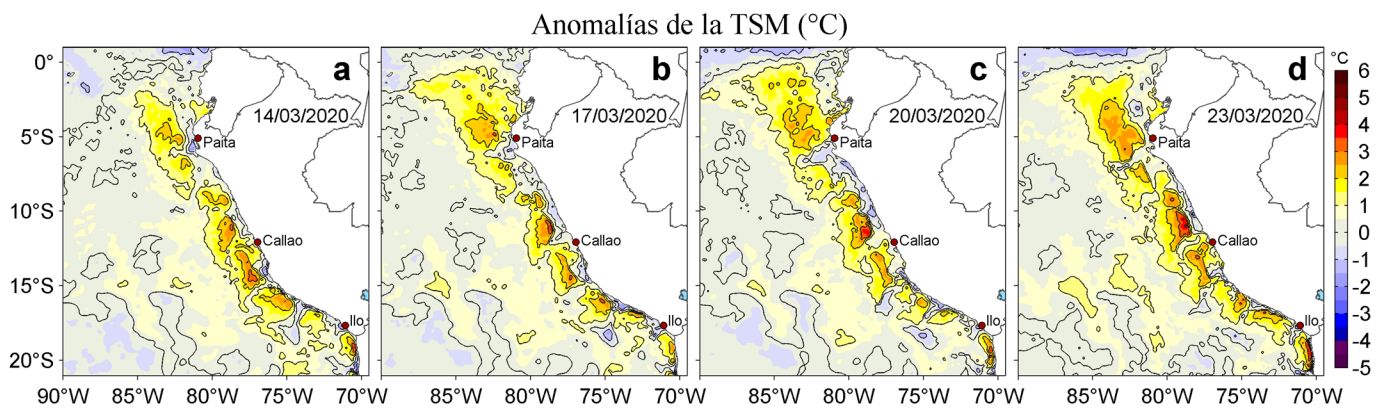 Anomalías de la TSM (°C)
a
b
c
d
14/03/2020
17/03/2020
20/03/2020
23/03/2020
Paita
Callao
Ilo
Paita
Callao
Ilo
Paita
Callao
Ilo
Paita
Callao
Ilo
0°
5°S
10°S
15°S
20°S
90°W 85°W 80°W 75°W 70°W
85°W 80°W 75°W 70°W
85°W 80°W 75°W 70°W
85°W 80°W 75°W 70°W
°C
6
5
4
3
2
1
0
-1
-2
-3
-4
-5